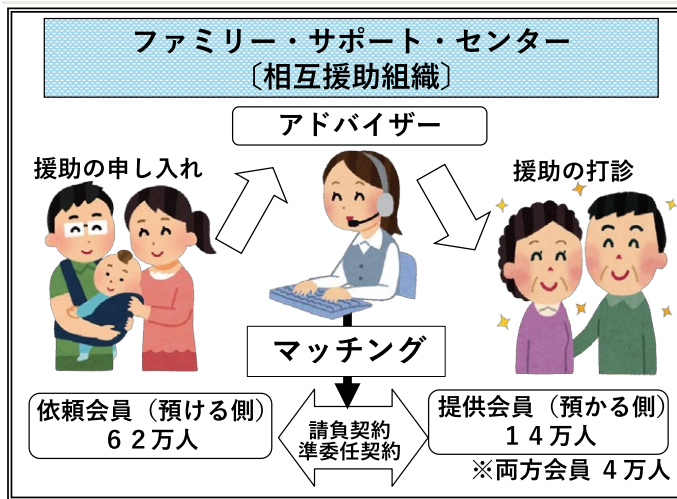 ファミリー・サポート・センター
〔相互援助組織〕
アドバイザー
援助の申し入れ
援助の打診
マッチング
依頼会員（預ける側）
６２万人
請負契約
準委任契約
提供会員（預かる側）
１４万人
※両方会員 ４万人